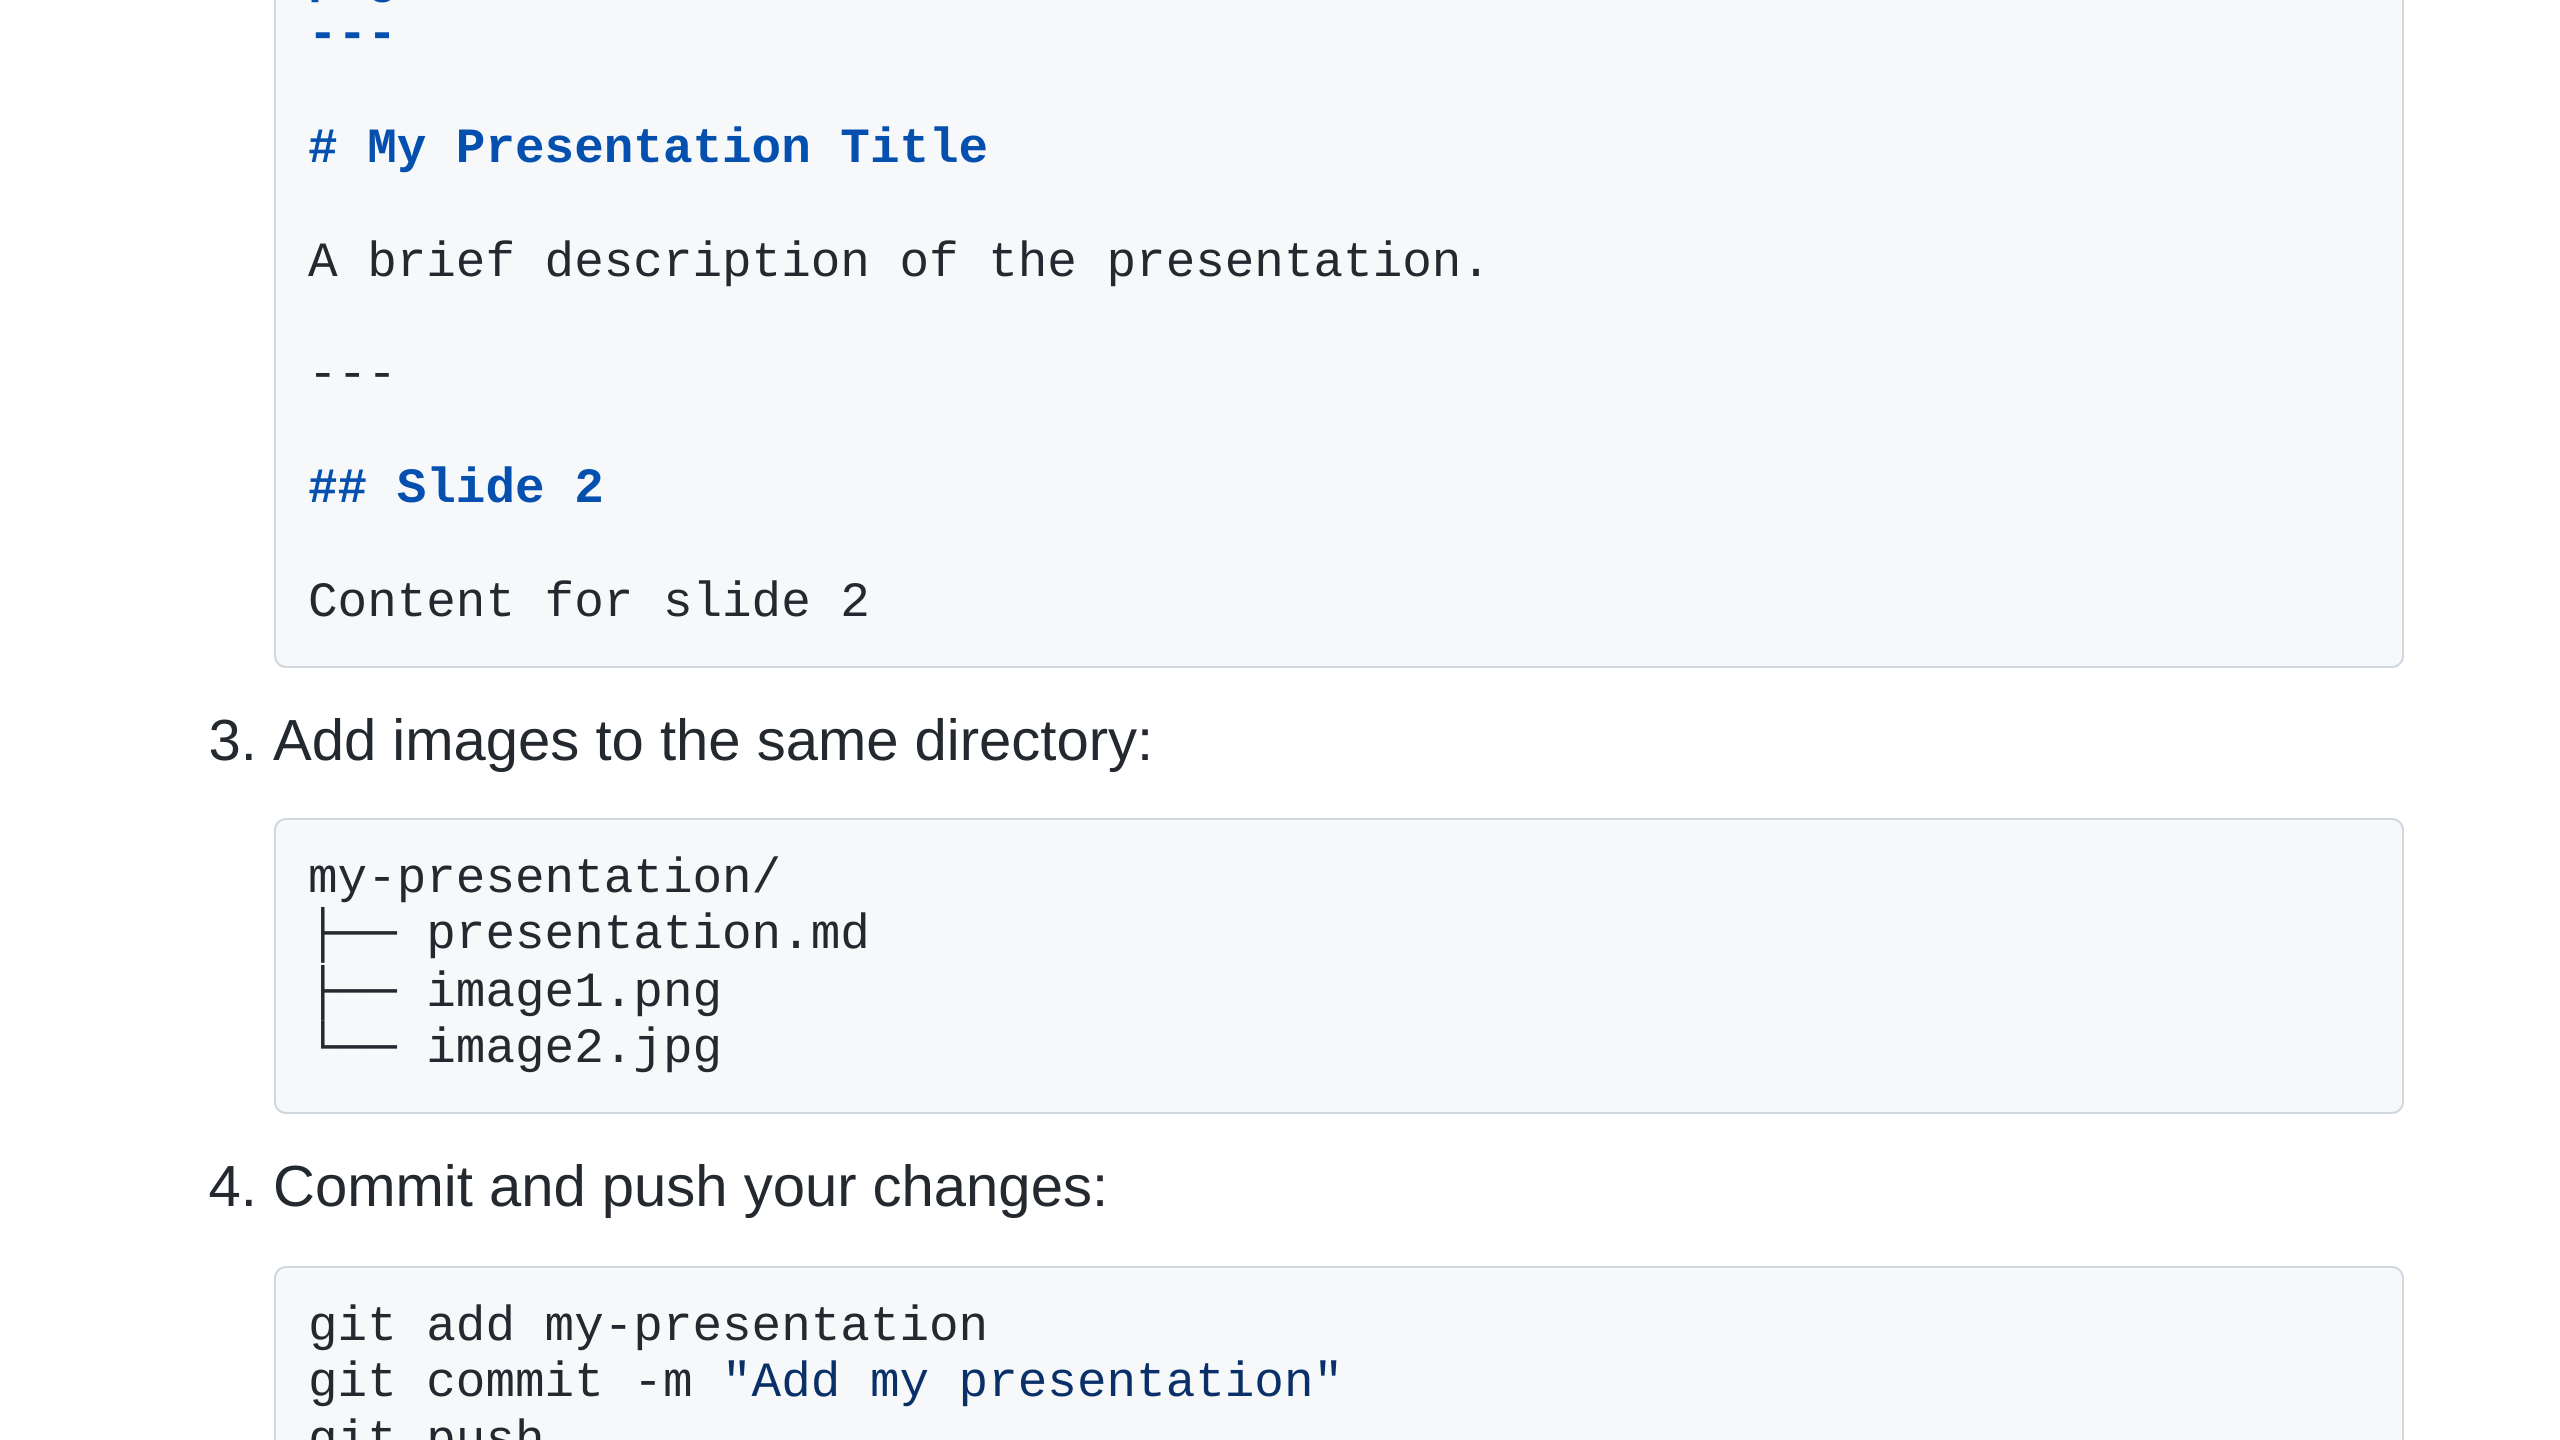 ---
# My Presentation Title
A brief description of the presentation.
---
## Slide 2
Content for slide 2
3. Add images to the same directory:
my-presentation/
├── presentation.md
├── image1.png
└── image2.jpg
4. Commit and push your changes:
git add my-presentation
git commit -m "Add my presentation"
git push